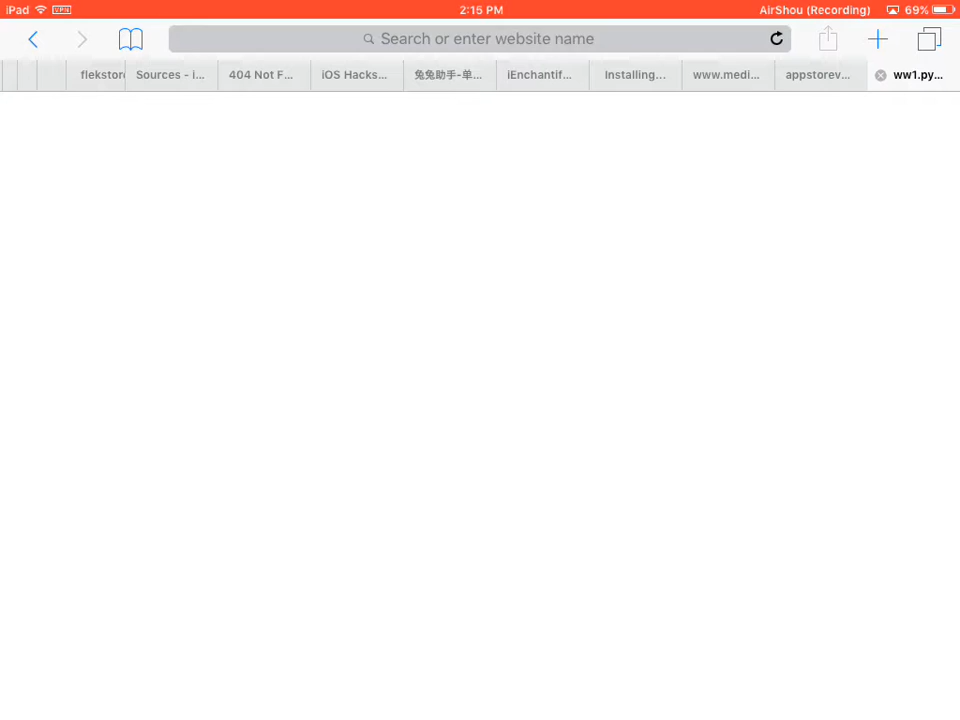 iPad VPN 2:15 PM AirShou (Recording) 69%
Search or enter website name
flekstor Sources - i... 404 Not F... iOS Hacks... 兔兔助手-单... iEnchantif... Installing... www.medi... appstorev... ww1.py...